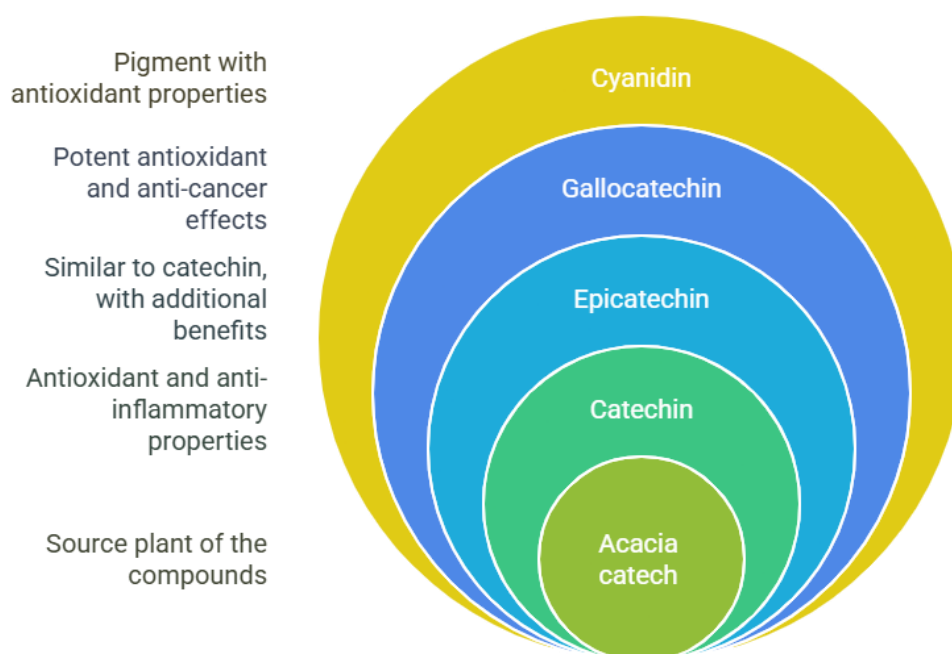 Pigment with
antioxidant properties
Cyanidin
Potent antioxidant
and anti-cancer
effects
Gallocatechin
Similar to catechin,
with additional
benefits
Epicatechin
Antioxidant and anti-
inflammatory
properties
Catechin
Source plant of the
compounds
Acacia
catech